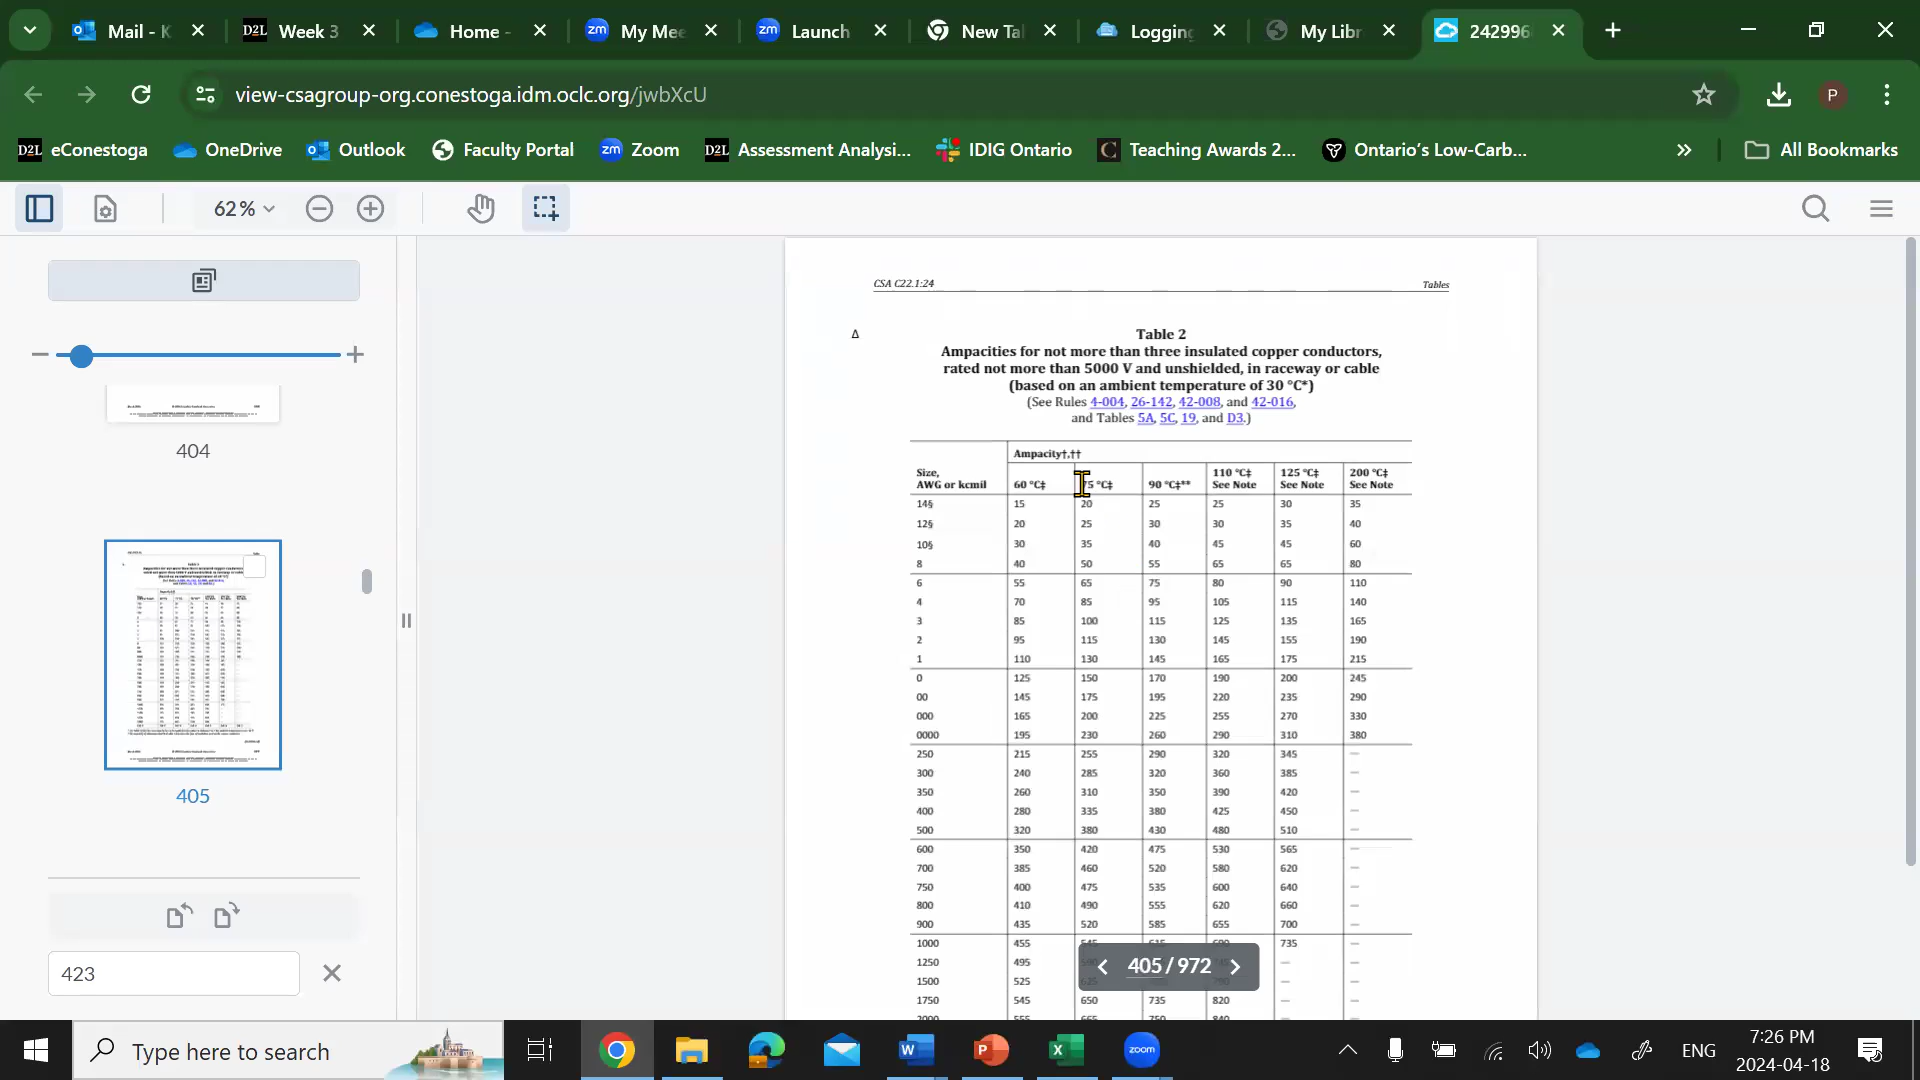 Mail - K
D2L Week 3
Home -
zm My Mee
zm Launch
New Tal
Logging
My Libr
242996
view-csagroup-org.conestoga.idm.oclc.org/jwbXcU
P
D2L eConestoga
OneDrive
Outlook
Faculty Portal
zm Zoom
D2L Assessment Analysi...
IDIG Ontario
Teaching Awards 2...
Ontario's Low-Carb...
All Bookmarks
62%
404
405
423
CSA C22.1:24 Tables
Δ Table 2
Ampacities for not more than three insulated copper conductors,
rated not more than 5000 V and unshielded, in raceway or cable
(based on an ambient temperature of 30 °C*)
(See Rules 4-004, 26-142, 42-008, and 42-016,
and Tables 5A, 5C, 19, and D3.)
Ampacity†,††
Size, 110 °C‡ 125 °C‡ 200 °C‡
AWG or kcmil 60 °C‡ 75 °C‡ 90 °C‡** See Note See Note See Note
14§ 15 20 25 25 30 35
12§ 20 25 30 30 35 40
10§ 30 35 40 45 45 60
8 40 50 55 65 65 80
6 55 65 75 80 90 110
4 70 85 95 105 115 140
3 85 100 115 125 135 165
2 95 115 130 145 155 190
1 110 130 145 165 175 215
0 125 150 170 190 200 245
00 145 175 195 220 235 290
000 165 200 225 255 270 330
0000 195 230 260 290 310 380
250 215 255 290 320 345 —
300 240 285 320 360 385 —
350 260 310 350 390 420 —
400 280 335 380 425 450 —
500 320 380 430 480 510 —
600 350 420 475 530 565 —
700 385 460 520 580 620 —
750 400 475 535 600 640 —
800 410 490 555 620 660 —
900 435 520 585 655 700 —
1000 455 735 —
1250 495 — —
1500 525 — —
1750 545 650 735 820 — —
405 / 972
Type here to search
zoom
ENG
7:26 PM
2024-04-18